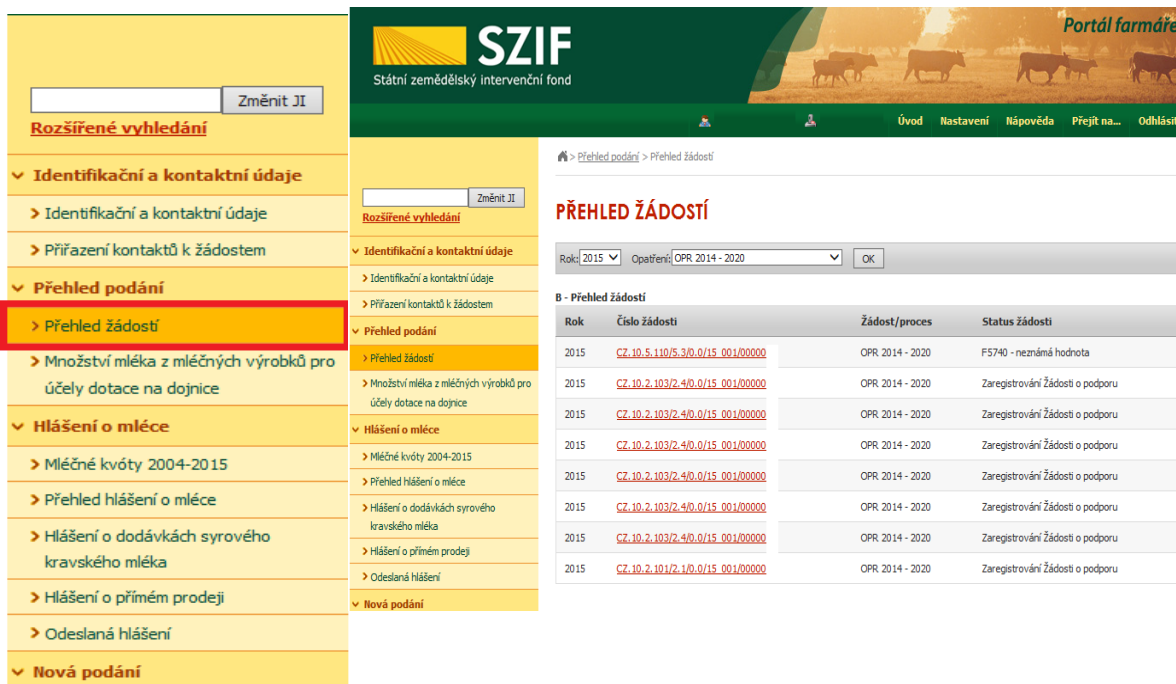 Změnit JI
Rozšířené vyhledání
Identifikační a kontaktní údaje
Identifikační a kontaktní údaje
Přiřazení kontaktů k žádostem
Přehled podání
Přehled žádostí
Množství mléka z mléčných výrobků pro
účely dotace na dojnice
Hlášení o mléce
Mléčné kvóty 2004-2015
Přehled hlášení o mléce
Hlášení o dodávkách syrového
kravského mléka
Hlášení o přímém prodeji
Odeslaná hlášení
Nová podání
SZIF
Státní zemědělský intervenční fond
Portál farmáře
Úvod Nastavení Nápověda Přejít na... Odhlásit
> Přehled podání > Přehled žádostí
Změnit JI
Rozšířené vyhledání
Identifikační a kontaktní údaje
Identifikační a kontaktní údaje
Přiřazení kontaktů k žádostem
Přehled podání
Přehled žádostí
Množství mléka z mléčných výrobků pro
účely dotace na dojnice
Hlášení o mléce
Mléčné kvóty 2004-2015
Přehled hlášení o mléce
Hlášení o dodávkách syrového
kravského mléka
Hlášení o přímém prodeji
Odeslaná hlášení
Nová podání
PŘEHLED ŽÁDOSTÍ
Rok: 2015 Opatření: OPR 2014 - 2020 OK
B - Přehled žádostí
Rok Číslo žádosti Žádost/proces Status žádosti
2015 CZ.10.5.110/5.3/0.0/15_001/00000 OPR 2014 - 2020 F5740 - neznámá hodnota
2015 CZ.10.2.103/2.4/0.0/15_001/00000 OPR 2014 - 2020 Zaregistrování Žádosti o podporu
2015 CZ.10.2.103/2.4/0.0/15_001/00000 OPR 2014 - 2020 Zaregistrování Žádosti o podporu
2015 CZ.10.2.103/2.4/0.0/15_001/00000 OPR 2014 - 2020 Zaregistrování Žádosti o podporu
2015 CZ.10.2.103/2.4/0.0/15_001/00000 OPR 2014 - 2020 Zaregistrování Žádosti o podporu
2015 CZ.10.2.103/2.4/0.0/15_001/00000 OPR 2014 - 2020 Zaregistrování Žádosti o podporu
2015 CZ.10.2.103/2.4/0.0/15_001/00000 OPR 2014 - 2020 Zaregistrování Žádosti o podporu
2015 CZ.10.2.101/2.1/0.0/15_001/00000 OPR 2014 - 2020 Zaregistrování Žádosti o podporu